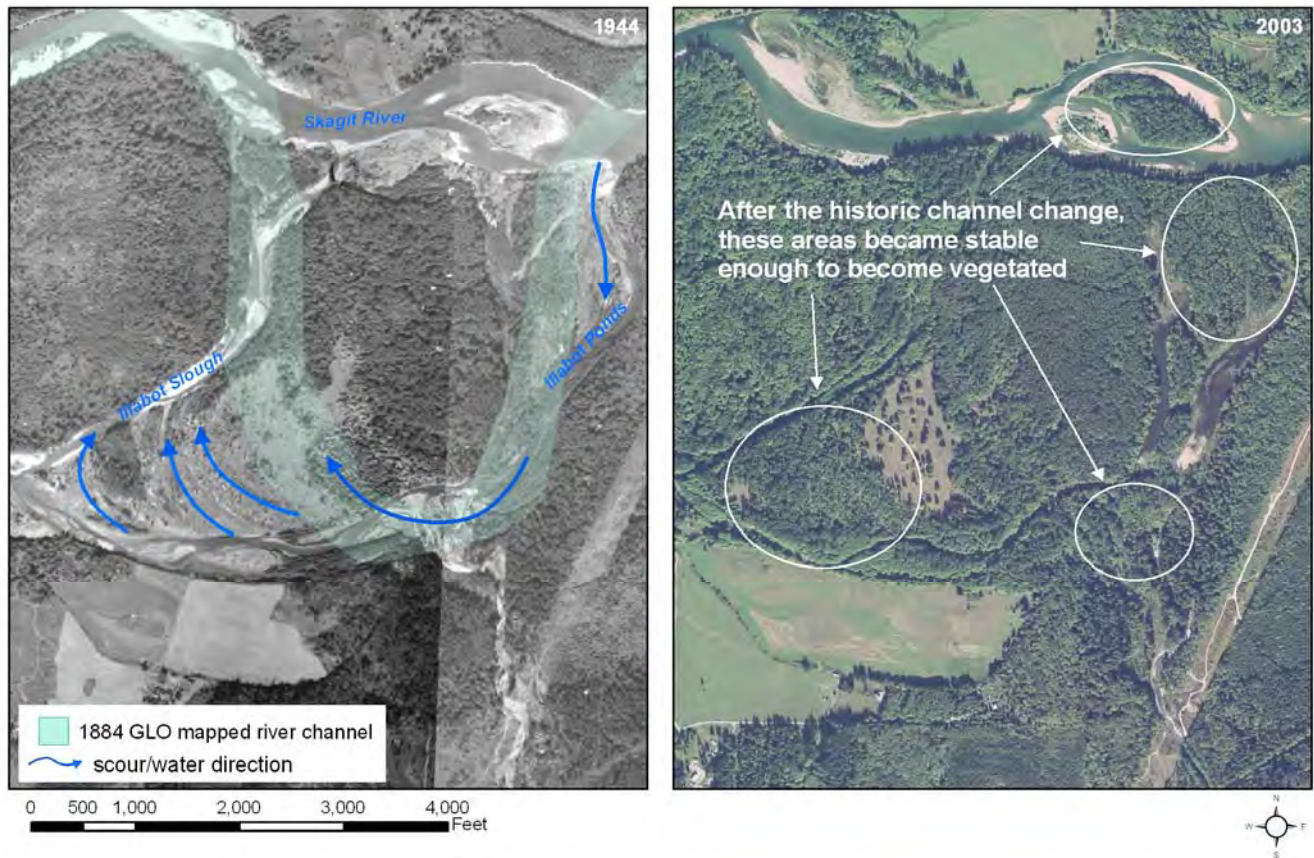 1944
Skagit River
Illabot Slough
Illabot Ponds
1884 GLO mapped river channel
scour/water direction
0 500 1,000 2,000 3,000 4,000
Feet
2003
After the historic channel change,
these areas became stable
enough to become vegetated
N
W E
S